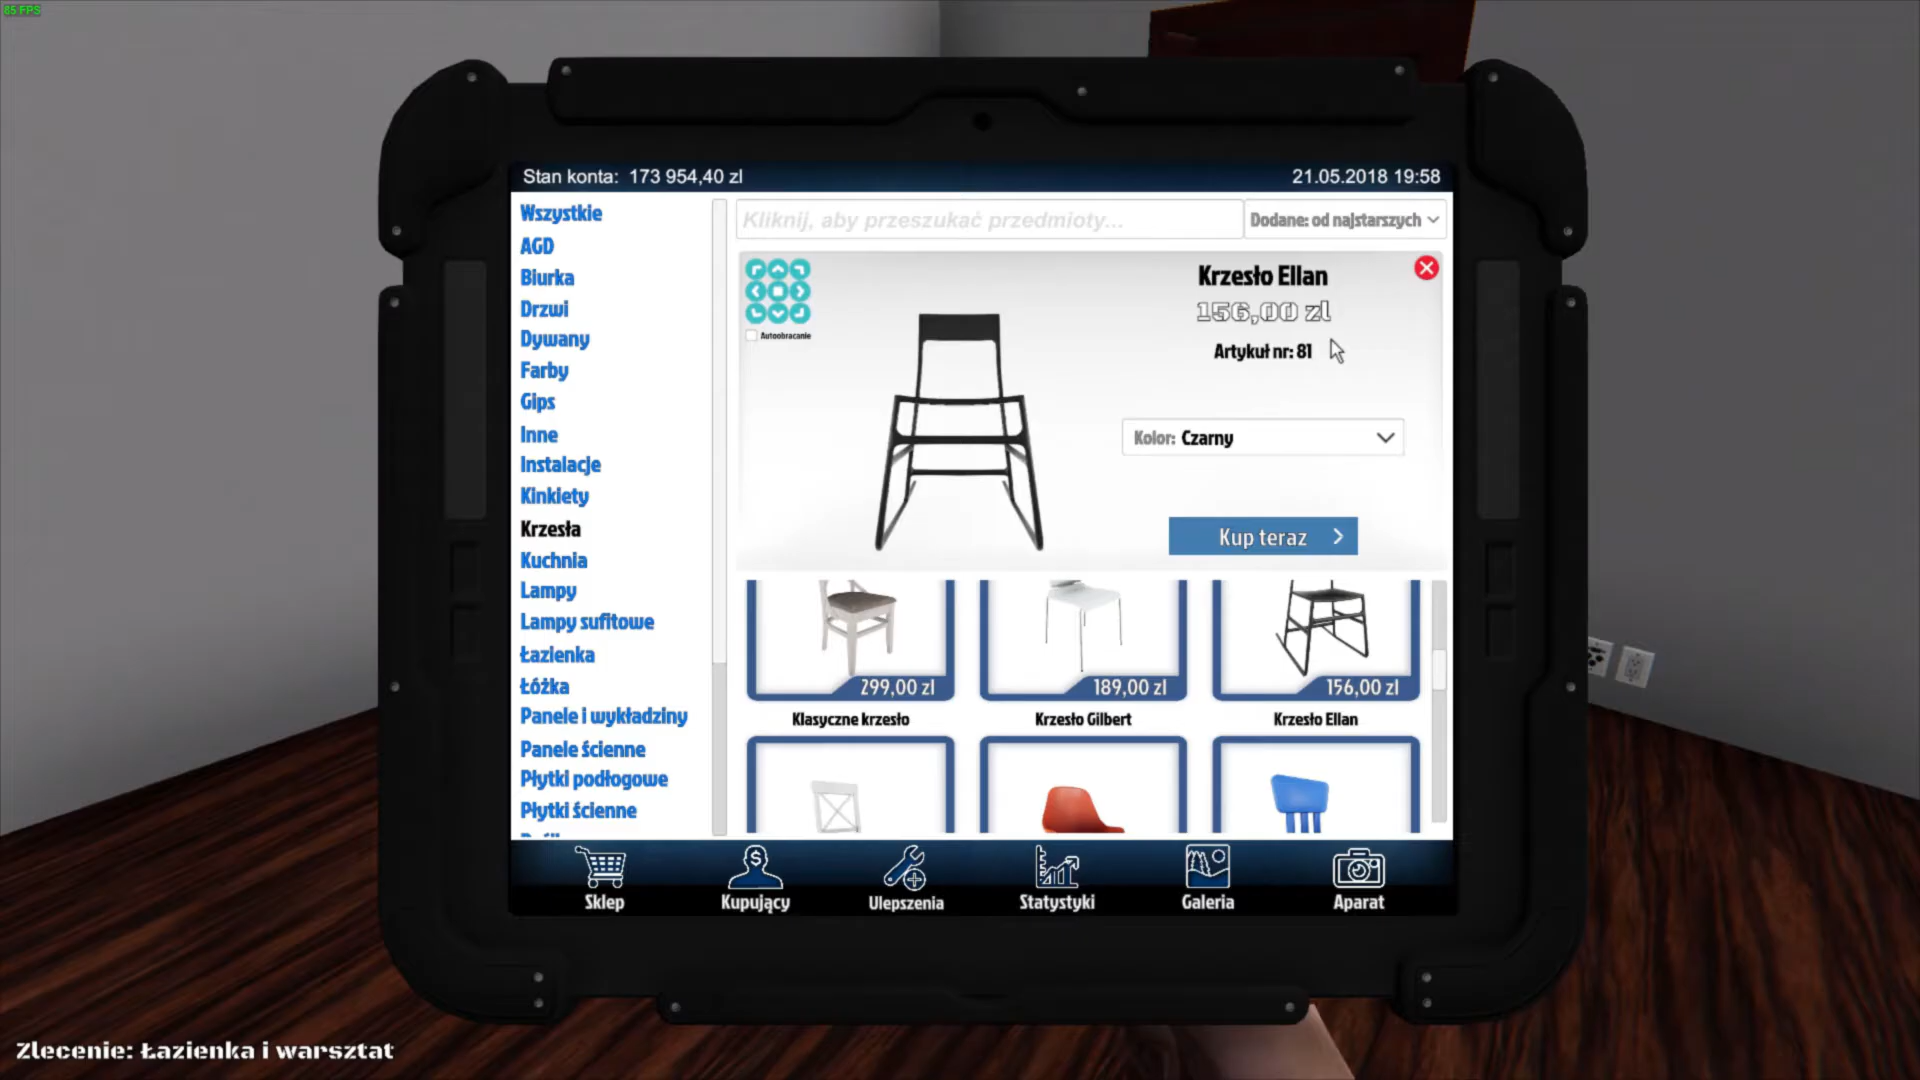 85 FPS
Stan konta: 173 954,40 zl
21.05.2018 19:58
Wszystkie
AGD
Biurka
Drzwi
Dywany
Farby
Gips
Inne
Instalacje
Kinkiety
Krzesła
Kuchnia
Lampy
Lampy sufitowe
Łazienka
Łóżka
Panele i wykładziny
Panele ścienne
Płytki podłogowe
Płytki ścienne
Kliknij, aby przeszukać przedmioty...
Dodane: od najstarszych
Autoobracanie
Krzesło Ellan
156,00 zl
Artykuł nr: 81
Kolor: Czarny
Kup teraz
299,00 zl
189,00 zl
156,00 zl
Klasyczne krzesło
Krzesło Gilbert
Krzesło Ellan
Sklep
Kupujący
Ulepszenia
Statystyki
Galeria
Aparat
Zlecenie: Łazienka i warsztat